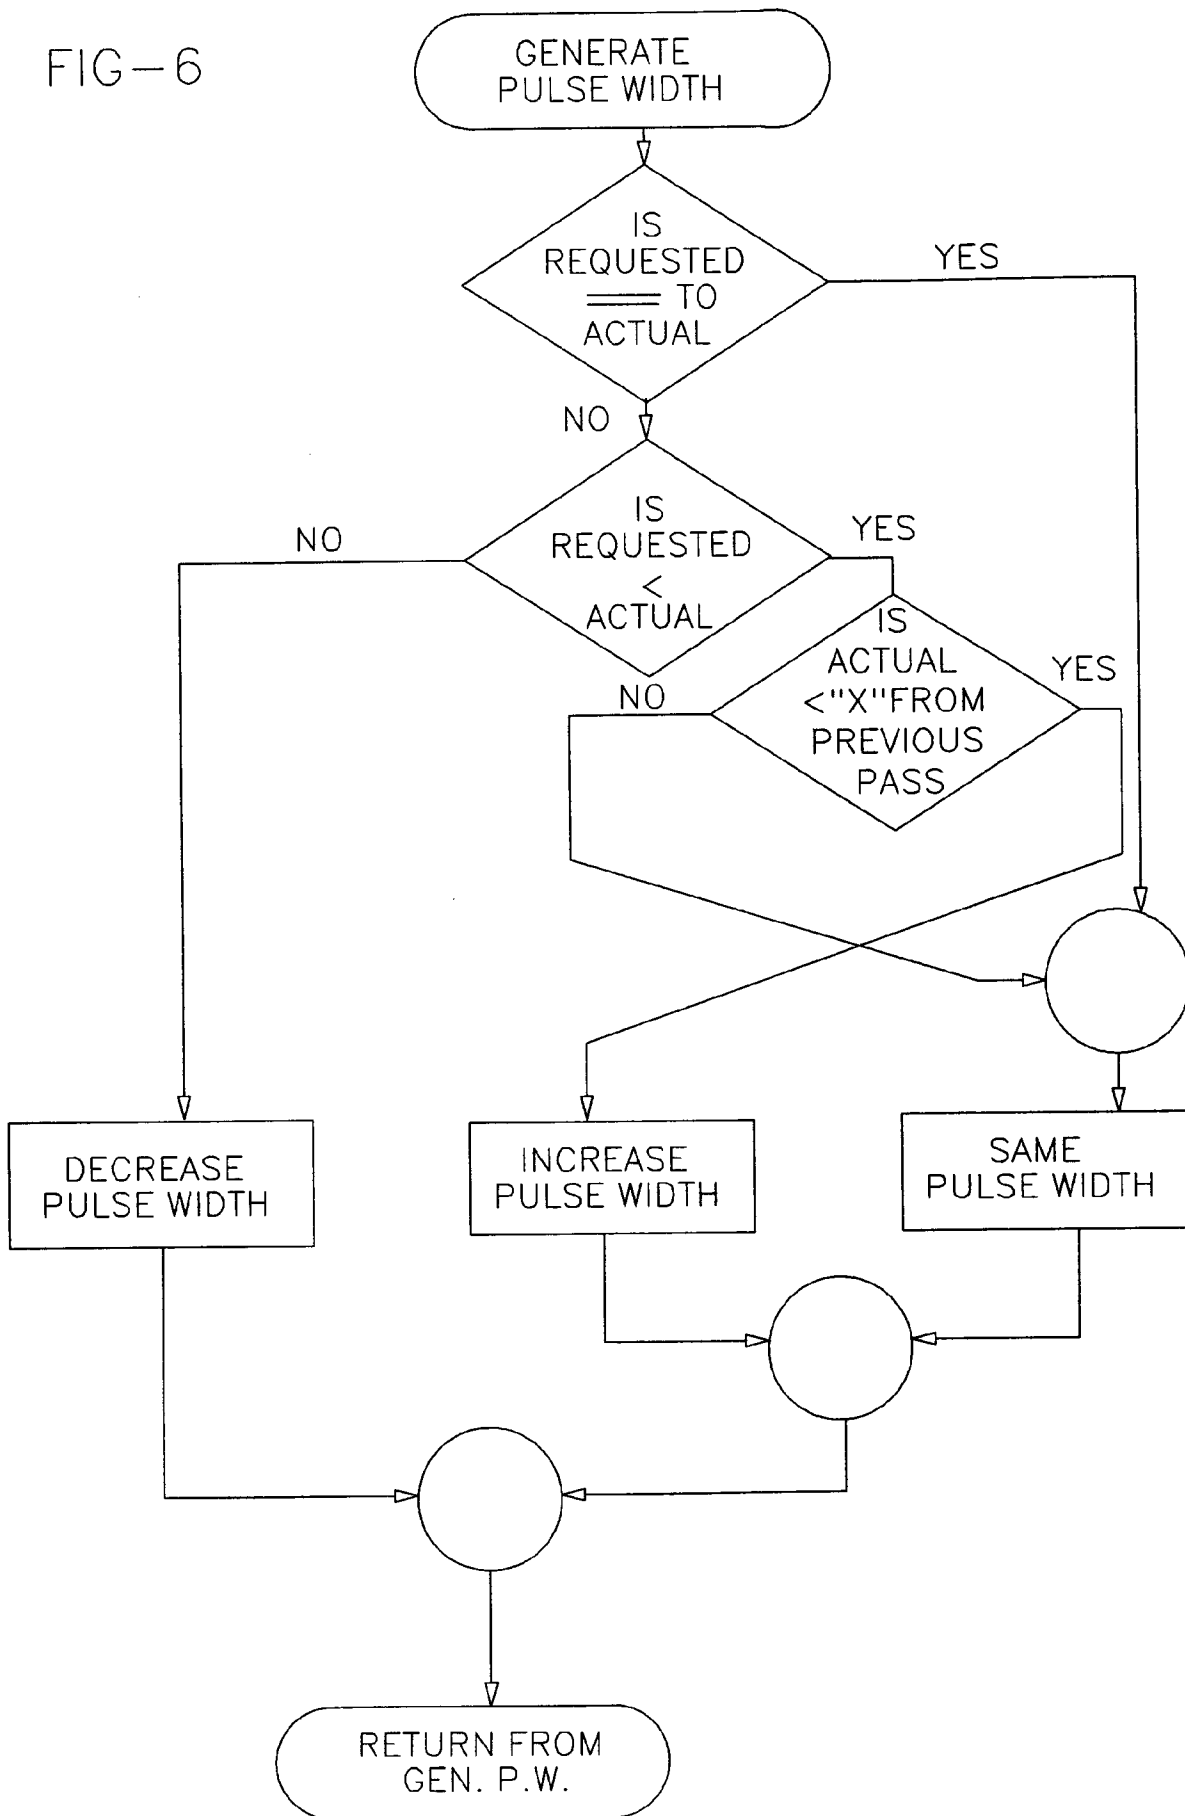 FIG-6
GENERATE
PULSE WIDTH
IS
REQUESTED
== TO
ACTUAL
YES
NO
IS
REQUESTED
<
ACTUAL
NO
YES
IS
ACTUAL
<"X"FROM
PREVIOUS
PASS
NO
YES
DECREASE
PULSE WIDTH
INCREASE
PULSE WIDTH
SAME
PULSE WIDTH
RETURN FROM
GEN. P.W.